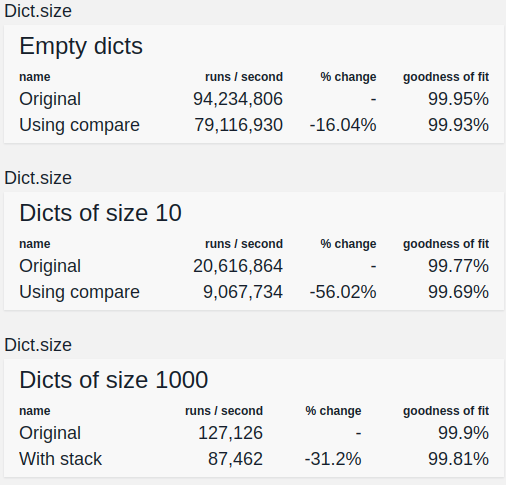 Dict.size
Empty dicts
name runs / second % change goodness of fit
Original 94,234,806 - 99.95%
Using compare 79,116,930 -16.04% 99.93%
Dict.size
Dicts of size 10
name runs / second % change goodness of fit
Original 20,616,864 - 99.77%
Using compare 9,067,734 -56.02% 99.69%
Dict.size
Dicts of size 1000
name runs / second % change goodness of fit
Original 127,126 - 99.9%
With stack 87,462 -31.2% 99.81%